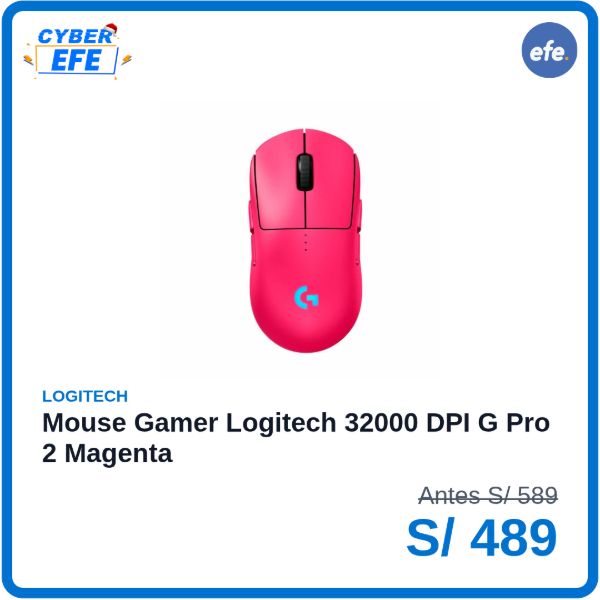 CYBER
EFE
efe.
LOGITECH
Mouse Gamer Logitech 32000 DPI G Pro
2 Magenta
Antes S/ 589
S/ 489